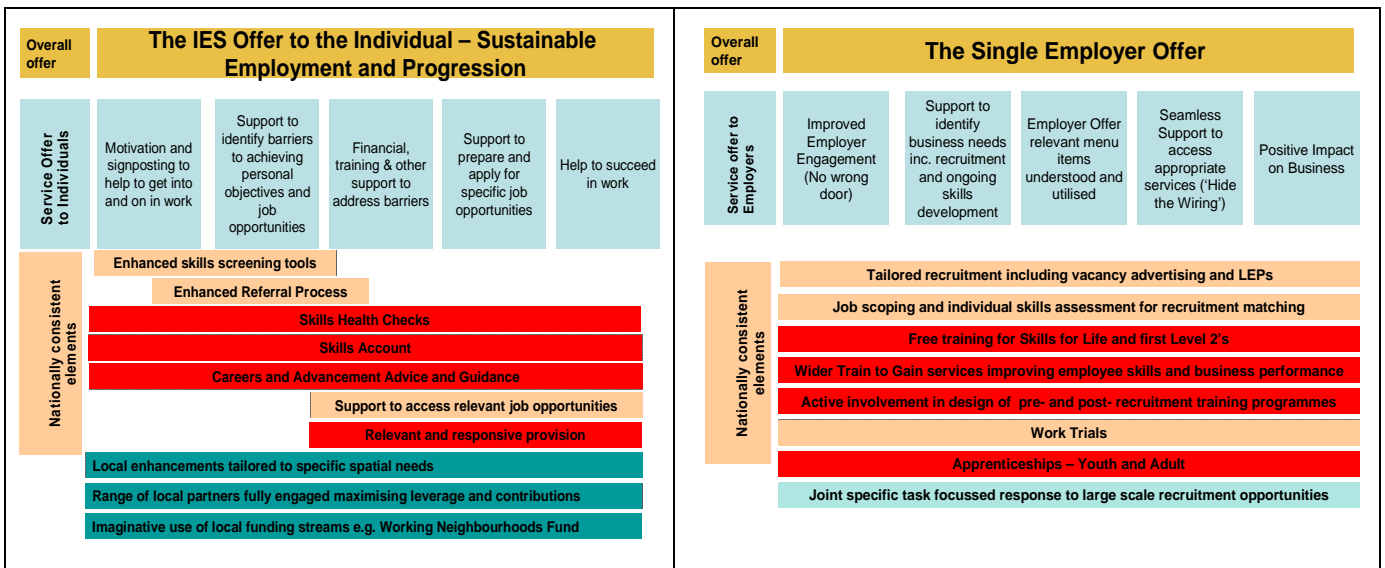 Overall
offer
The IES Offer to the Individual – Sustainable
Employment and Progression
Service Offer
to Individuals
Motivation and
signposting to
help to get into
and on in work
Support to
identify barriers
to achieving
personal
objectives and
job
opportunities
Financial,
training & other
support to
address barriers
Support to
prepare and
apply for
specific job
opportunities
Help to succeed
in work
Nationally consistent
elements
Enhanced skills screening tools
Enhanced Referral Process
Skills Health Checks
Skills Account
Careers and Advancement Advice and Guidance
Support to access relevant job opportunities
Relevant and responsive provision
Local enhancements tailored to specific spatial needs
Range of local partners fully engaged maximising leverage and contributions
Imaginative use of local funding streams e.g. Working Neighbourhoods Fund
Overall
offer
The Single Employer Offer
Service offer to
Employers
Improved
Employer
Engagement
(No wrong
door)
Support to
identify
business needs
inc. recruitment
and ongoing
skills
development
Employer Offer
relevant menu
items
understood and
utilised
Seamless
Support to
access
appropriate
services (‘Hide
the Wiring’)
Positive Impact
on Business
Nationally consistent
elements
Tailored recruitment including vacancy advertising and LEPs
Job scoping and individual skills assessment for recruitment matching
Free training for Skills for Life and first Level 2’s
Wider Train to Gain services improving employee skills and business performance
Active involvement in design of pre- and post- recruitment training programmes
Work Trials
Apprenticeships – Youth and Adult
Joint specific task focussed response to large scale recruitment opportunities